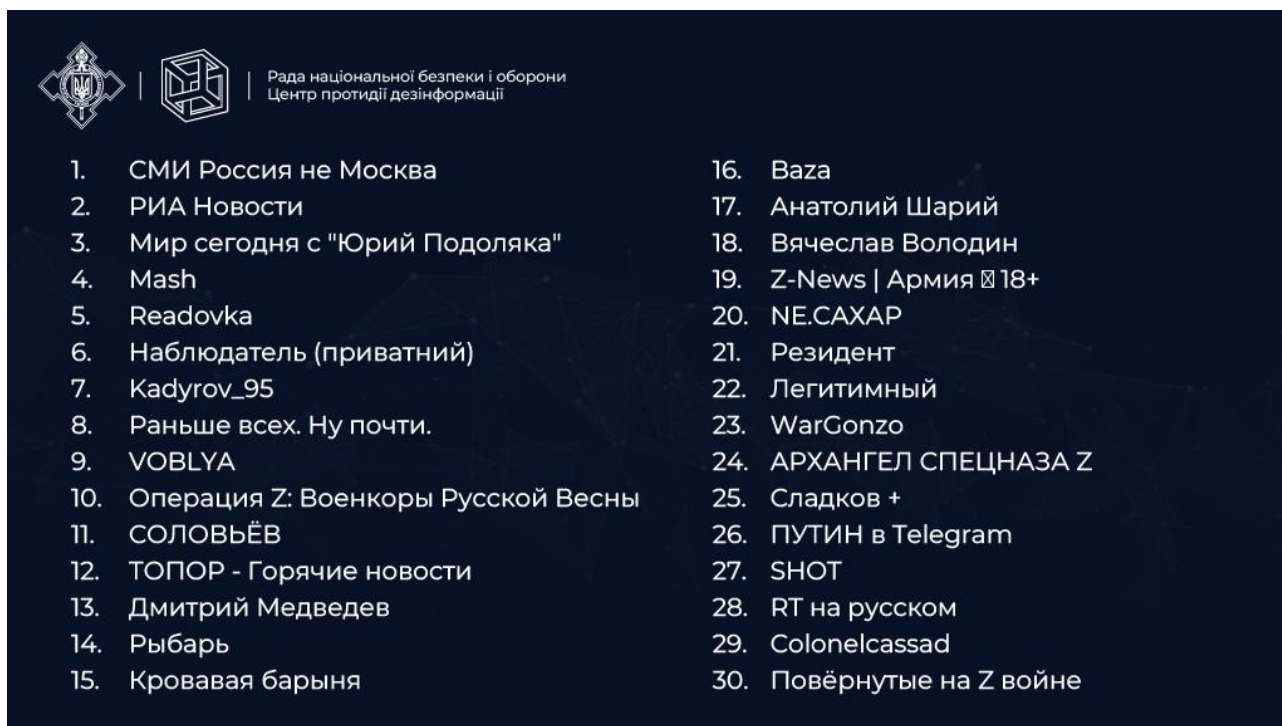 Рада національної безпеки і оборони
Центр протидії дезінформації
1. СМИ Россия не Москва
2. РИА Новости
3. Мир сегодня с "Юрий Подоляка"
4. Mash
5. Readovka
6. Наблюдатель (приватний)
7. Kadyrov_95
8. Раньше всех. Ну почти.
9. VOBLYA
10. Операция Z: Военкоры Русской Весны
11. СОЛОВЬЁВ
12. ТОПОР - Горячие новости
13. Дмитрий Медведев
14. Рыбарь
15. Кровавая барыня
16. Baza
17. Анатолий Шарий
18. Вячеслав Володин
19. Z-News | Армия 🛛 18+
20. NE.CAXAP
21. Резидент
22. Легитимный
23. WarGonzo
24. АРХАНГЕЛ СПЕЦНАЗА Z
25. Сладков +
26. ПУТИН в Telegram
27. SHOT
28. RT на русском
29. Colonelcassad
30. Повёрнутые на Z войне